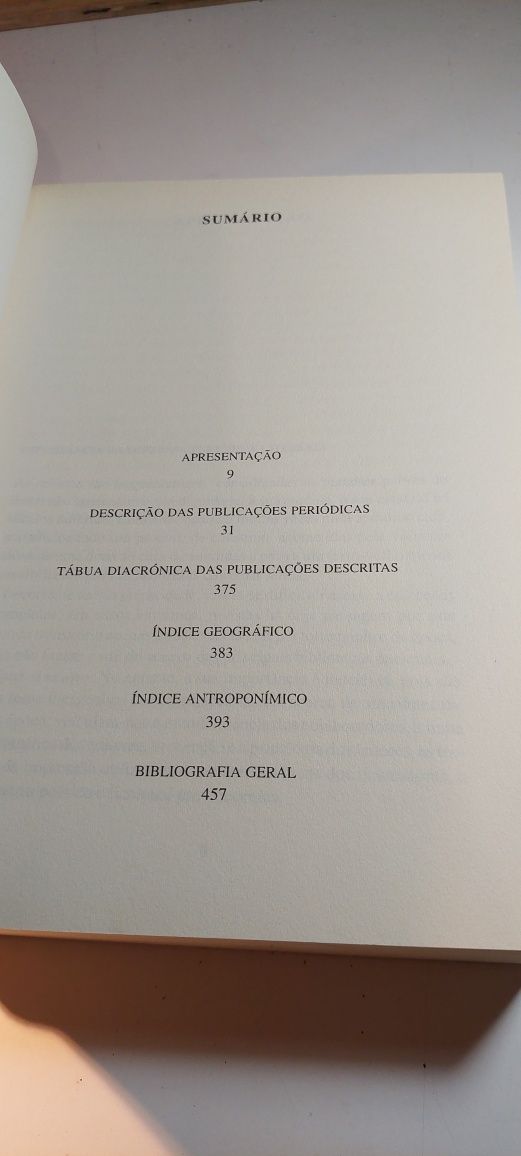 SUMÁRIO
APRESENTAÇÃO
9
DESCRIÇÃO DAS PUBLICAÇÕES PERIÓDICAS
31
TÁBUA DIACRÓNICA DAS PUBLICAÇÕES DESCRITAS
375
ÍNDICE GEOGRÁFICO
383
ÍNDICE ANTROPONÍMICO
393
BIBLIOGRAFIA GERAL
457